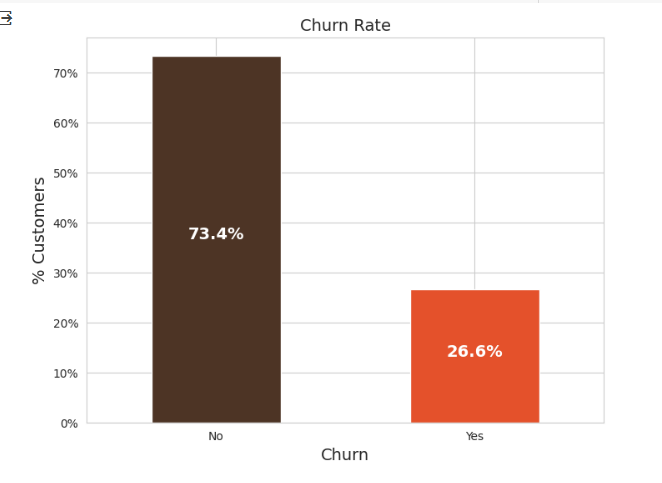 Churn Rate
70%
60%
50%
40%
30%
20%
10%
0%
% Customers
73.4%
26.6%
No
Yes
Churn